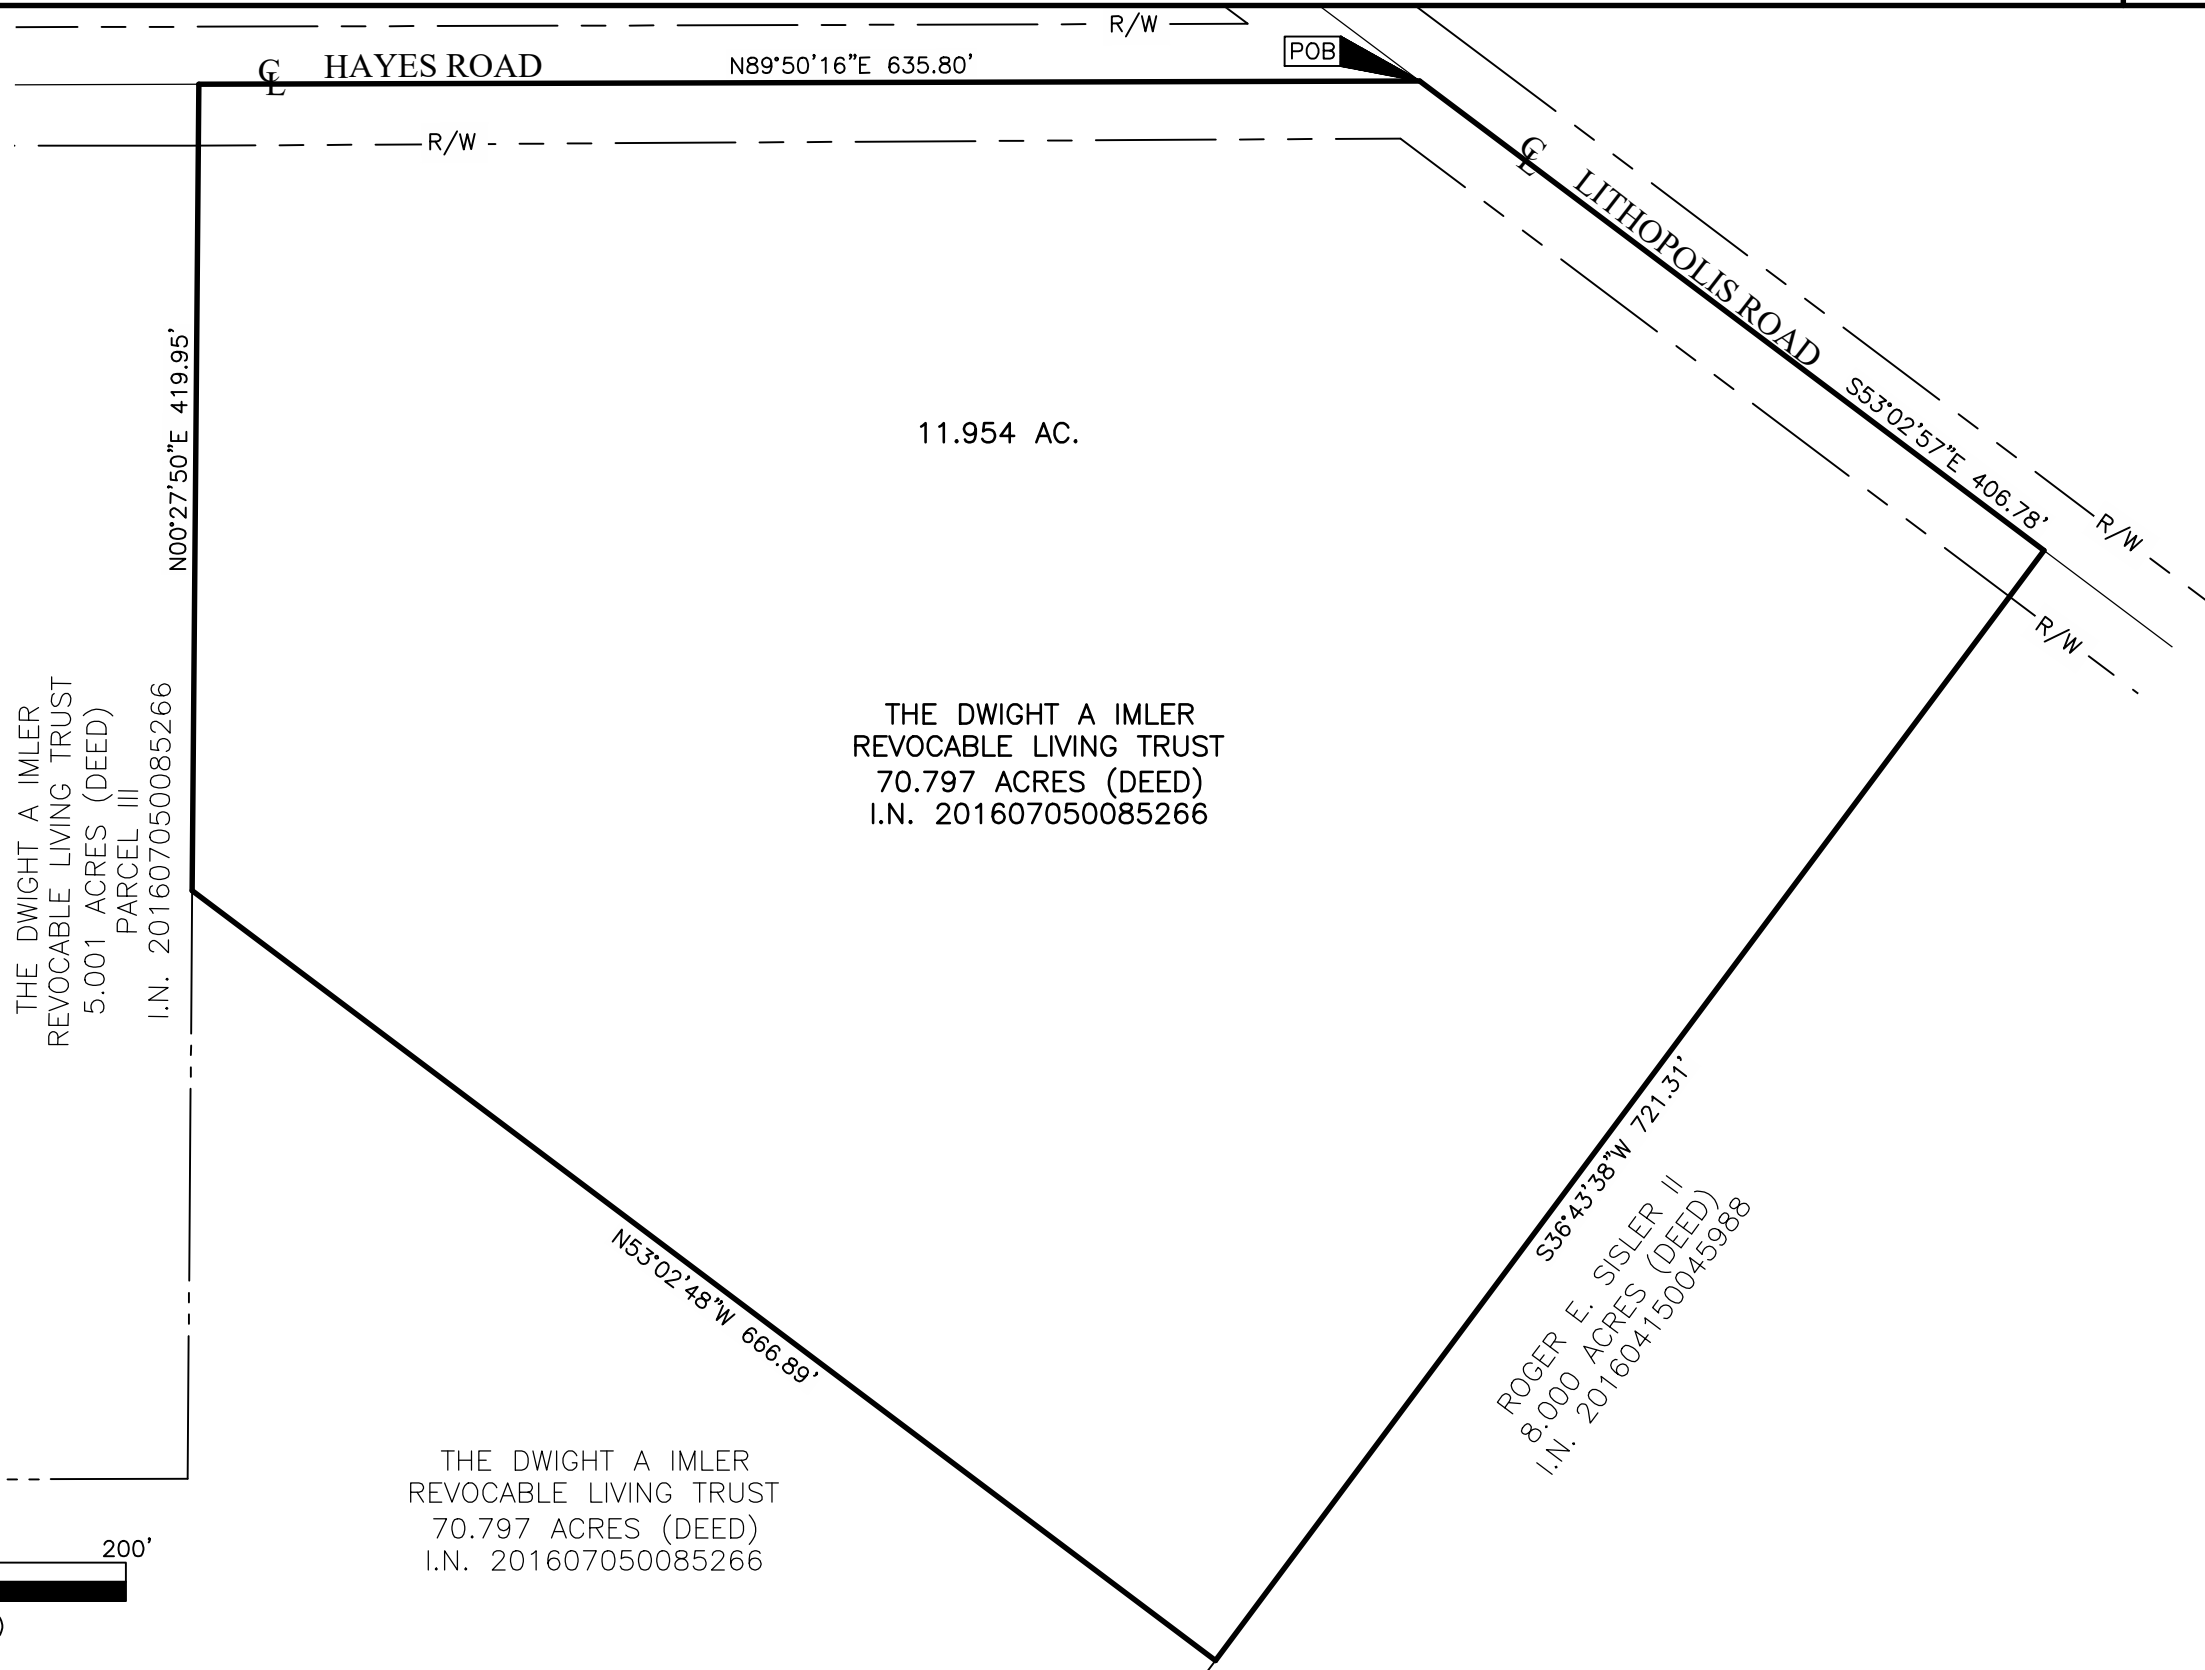 R/W
℄ HAYES ROAD
N89°50'16"E 635.80'
POB
R/W
℄ LITHOPOLIS ROAD
S53°02'57"E 406.78'
R/W
R/W
N00°27'50"E 419.95'
11.954 AC.
THE DWIGHT A IMLER
REVOCABLE LIVING TRUST
5.001 ACRES (DEED)
PARCEL III
I.N. 201607050085266
THE DWIGHT A IMLER
REVOCABLE LIVING TRUST
70.797 ACRES (DEED)
I.N. 201607050085266
S36°43'38"W 721.31'
ROGER E. SISLER II
8.000 ACRES (DEED)
I.N. 201604150045988
N53°02'48"W 666.89'
THE DWIGHT A IMLER
REVOCABLE LIVING TRUST
70.797 ACRES (DEED)
I.N. 201607050085266
200'
)